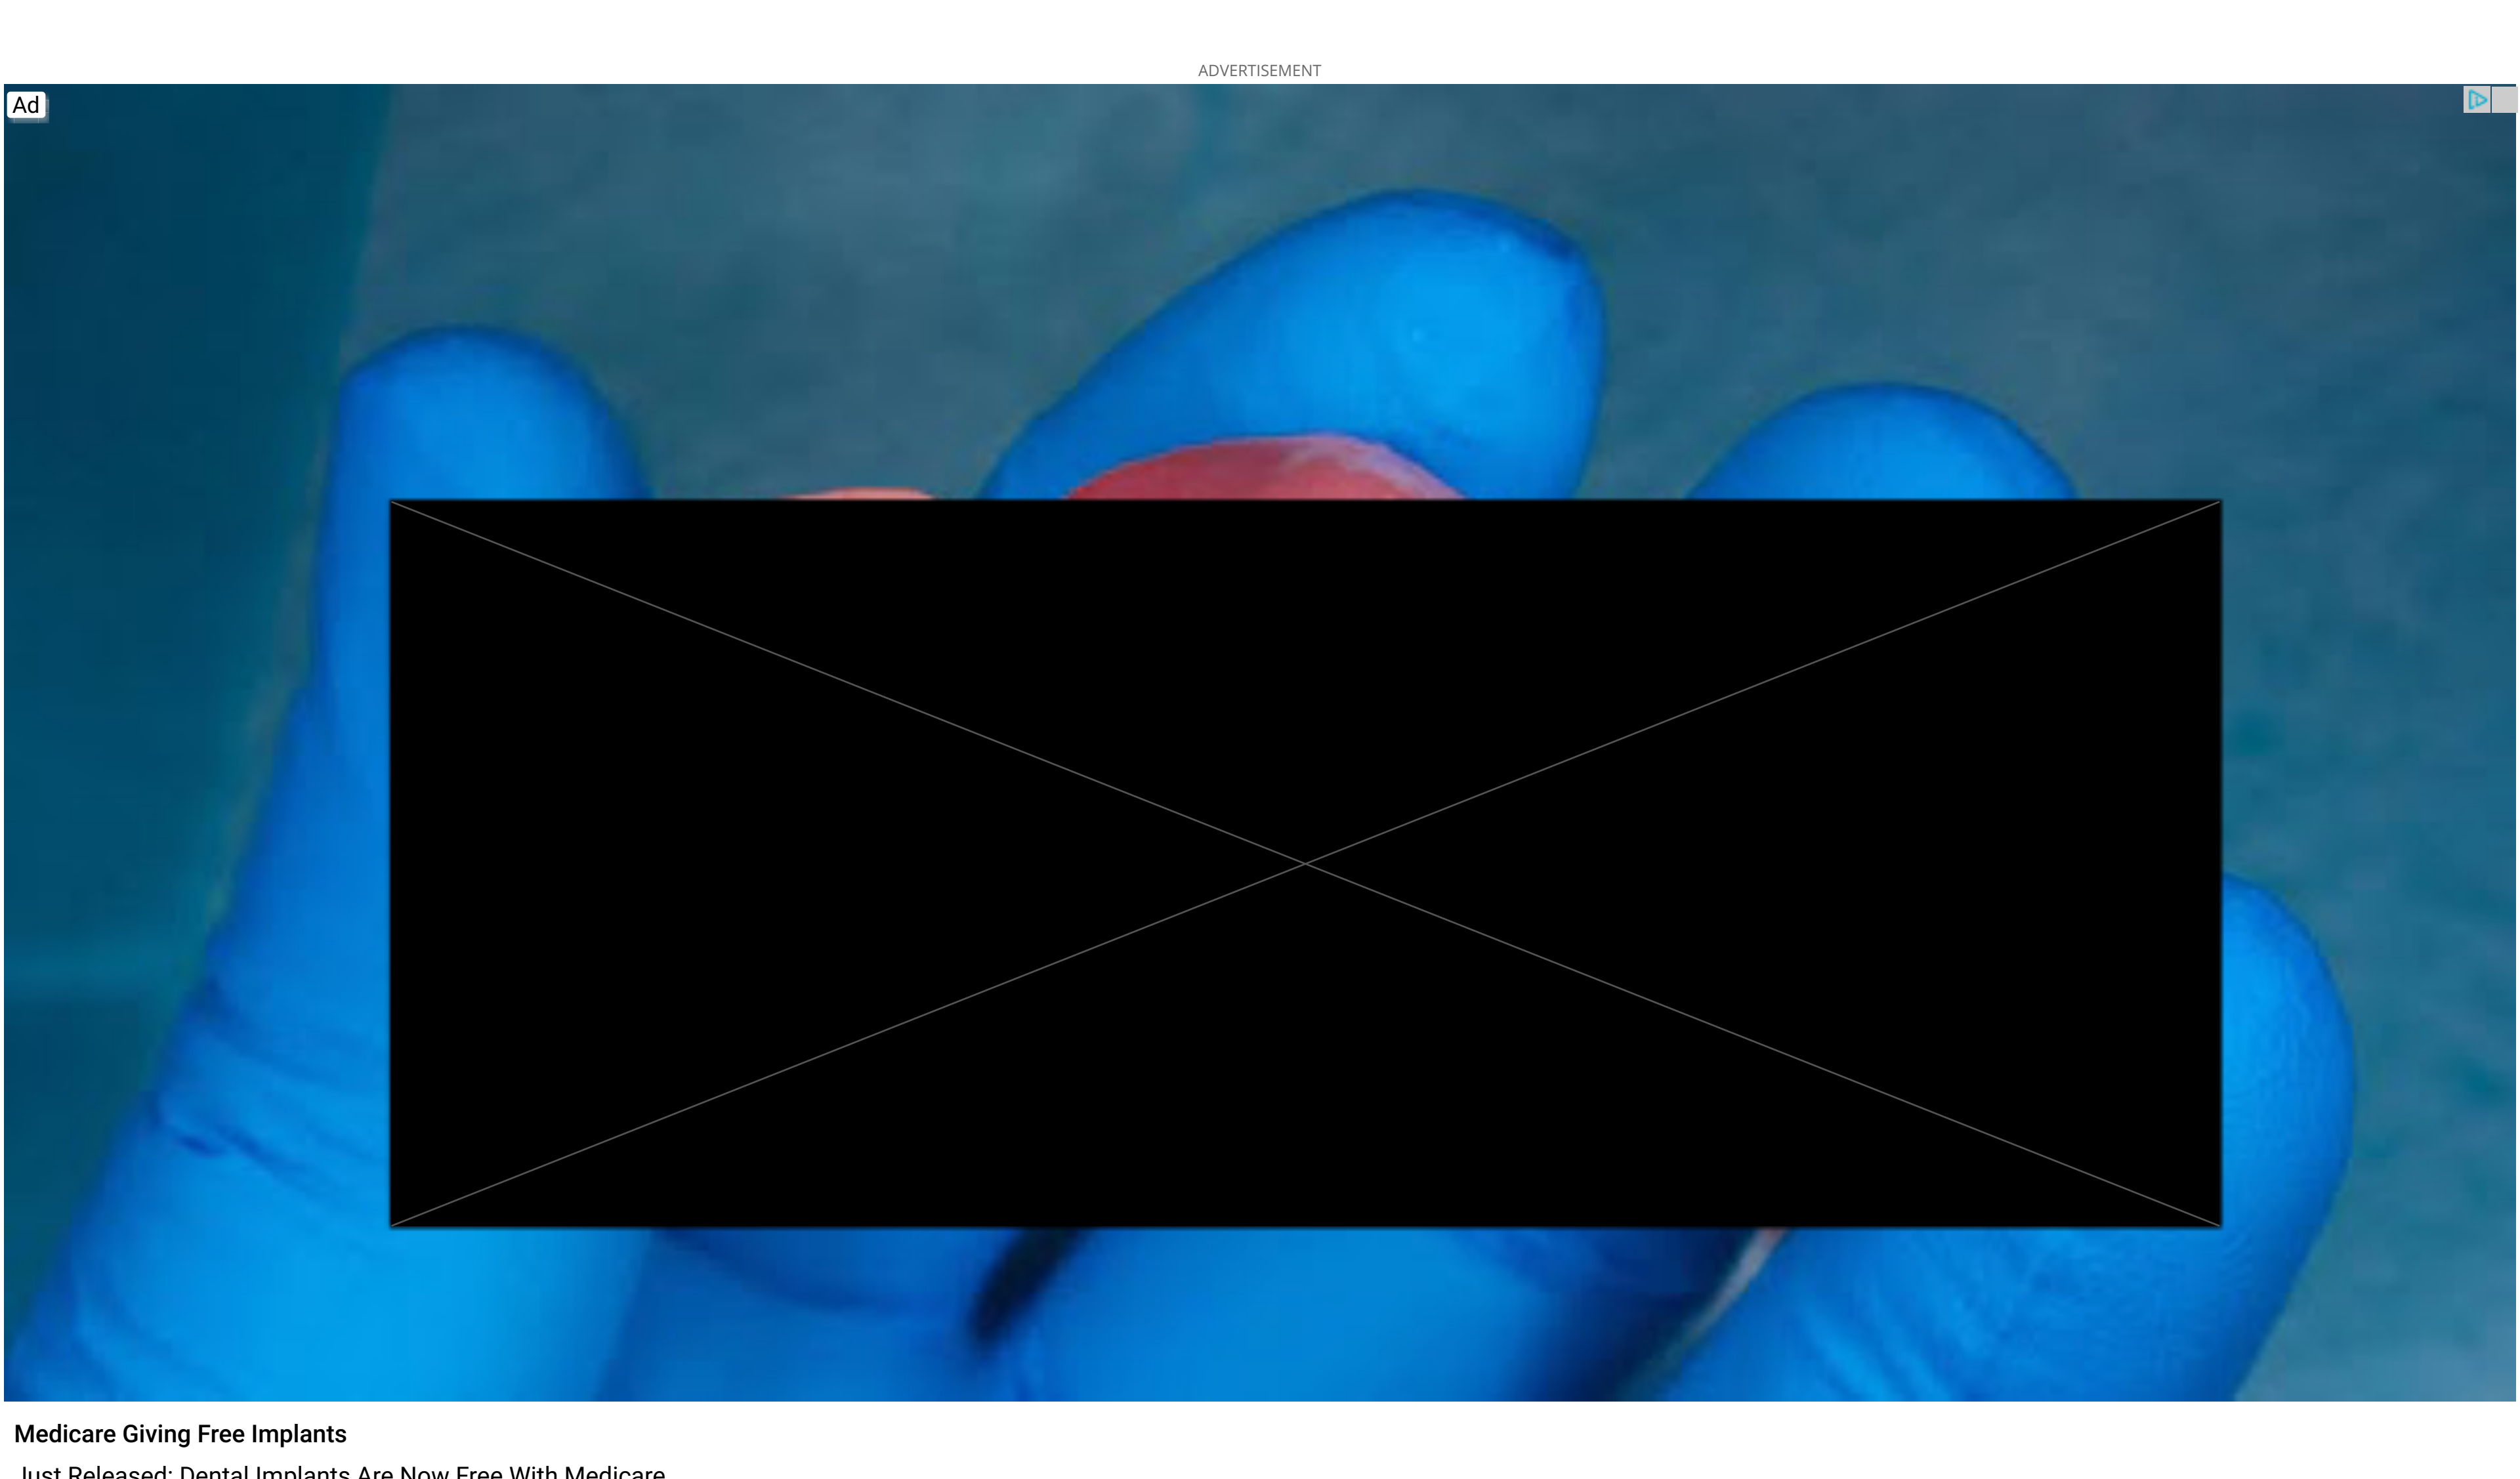 ADVERTISEMENT
Ad
Medicare Giving Free Implants
Just Released: Dental Implants Are Now Free With Medicare